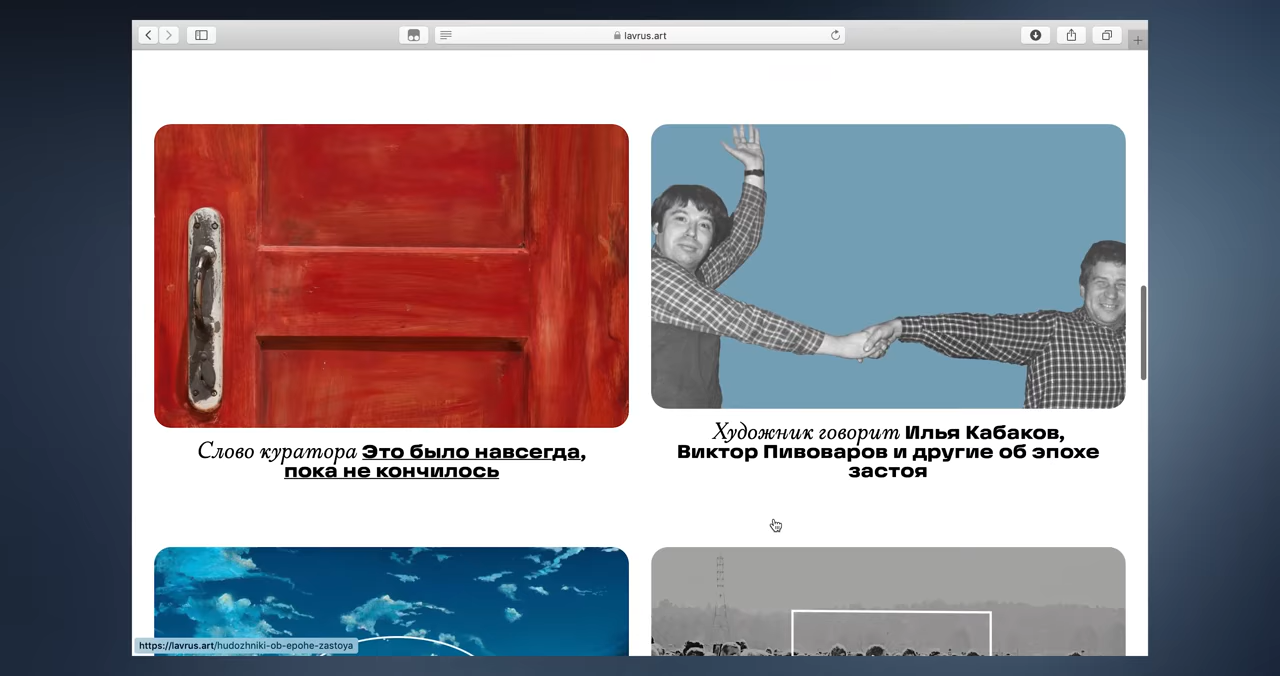 lavrus.art
Слово куратора Это было навсегда,
пока не кончилось
Художник говорит Илья Кабаков,
Виктор Пивоваров и другие об эпохе
застоя
https://lavrus.art/hudozhniki-ob-epohe-zastoya